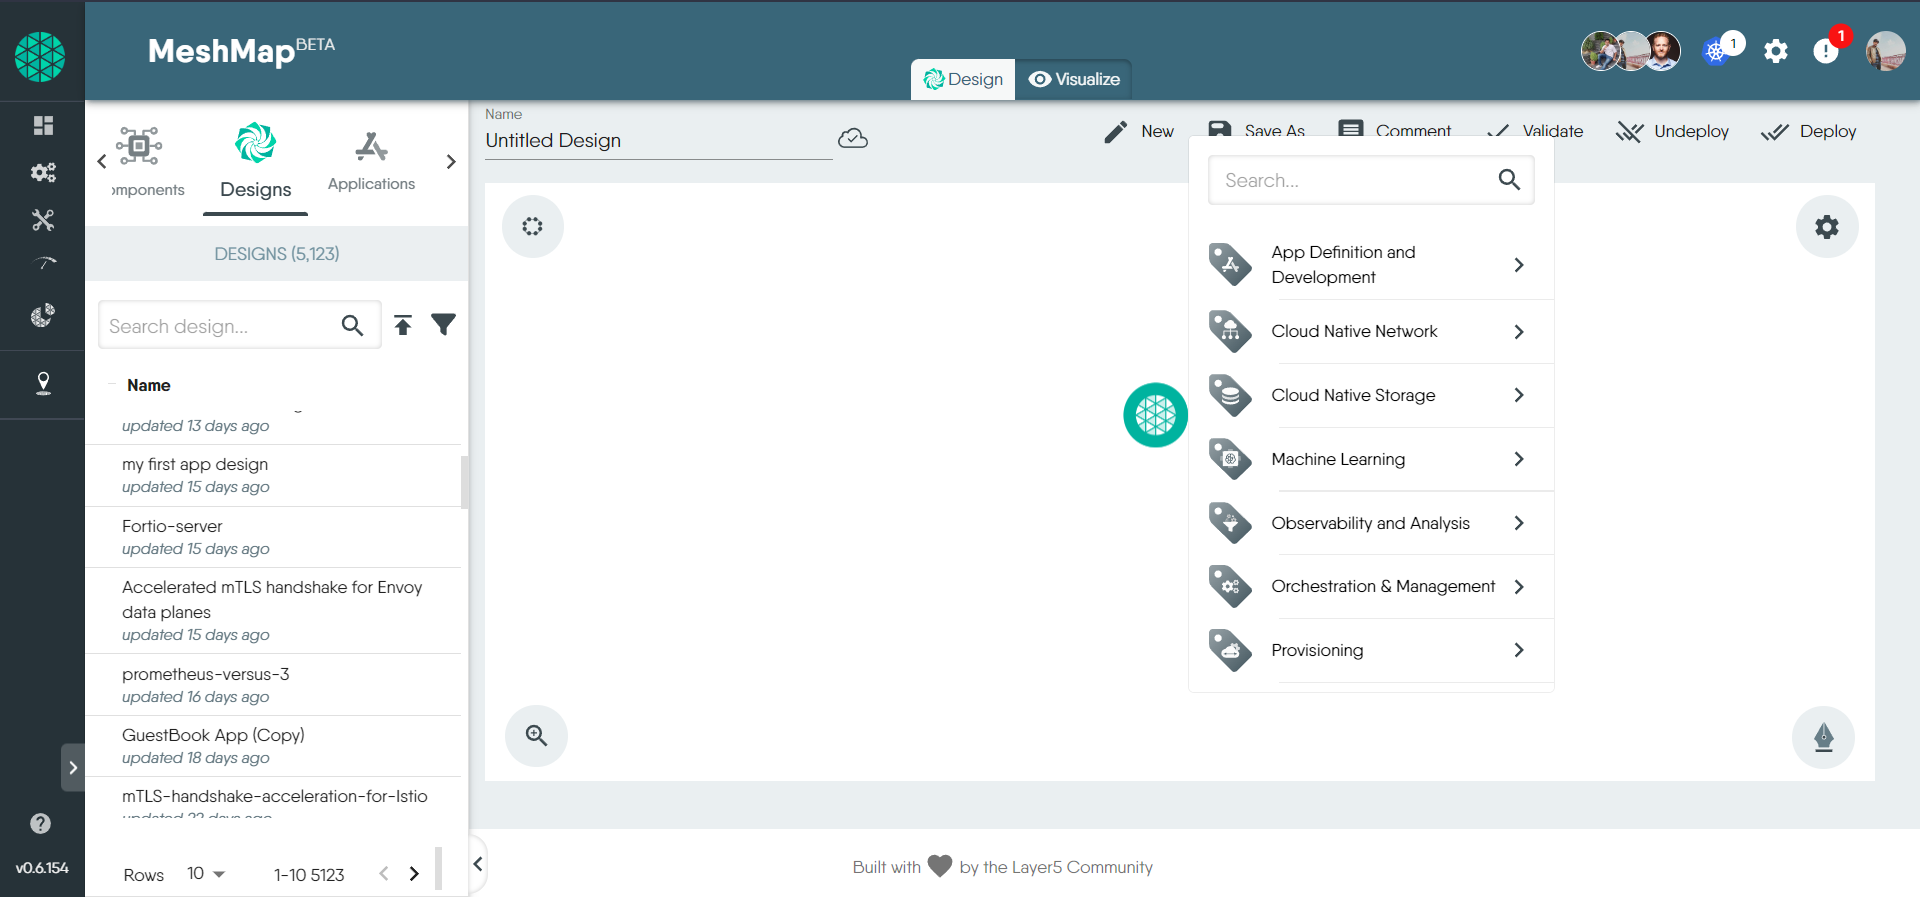 MeshMap BETA
1
1
Design
Visualize
omponents
Designs
Applications
DESIGNS (5,123)
Search design...
Name
updated 13 days ago
my first app design
updated 15 days ago
Fortio-server
updated 15 days ago
Accelerated mTLS handshake for Envoy
data planes
updated 15 days ago
prometheus-versus-3
updated 16 days ago
GuestBook App (Copy)
updated 18 days ago
mTLS-handshake-acceleration-for-Istio
updated 22 days ago
Rows 10 1-10 5123
v0.6.154
Name
Untitled Design
New
Save As
Comment
Validate
Undeploy
Deploy
Search...
App Definition and
Development
Cloud Native Network
Cloud Native Storage
Machine Learning
Observability and Analysis
Orchestration & Management
Provisioning
Built with by the Layer5 Community